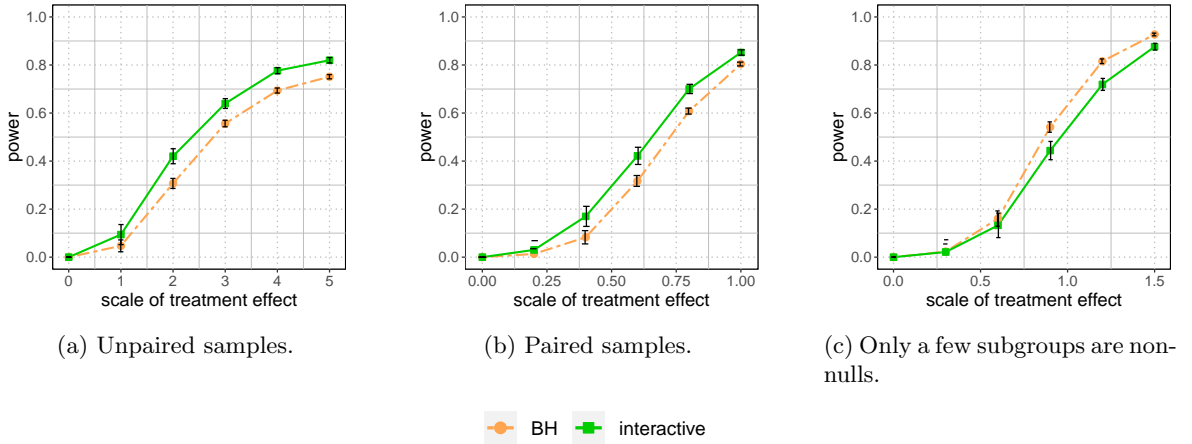 1.0
0.8
0.6
0.4
0.2
0.0
power
0 1 2 3 4 5
scale of treatment effect
(a) Unpaired samples.
1.0
0.8
0.6
0.4
0.2
0.0
power
0.00 0.25 0.50 0.75 1.00
scale of treatment effect
(b) Paired samples.
1.0
0.8
0.6
0.4
0.2
0.0
power
0.0 0.5 1.0 1.5
scale of treatment effect
(c) Only a few subgroups are non-
nulls.
BH interactive